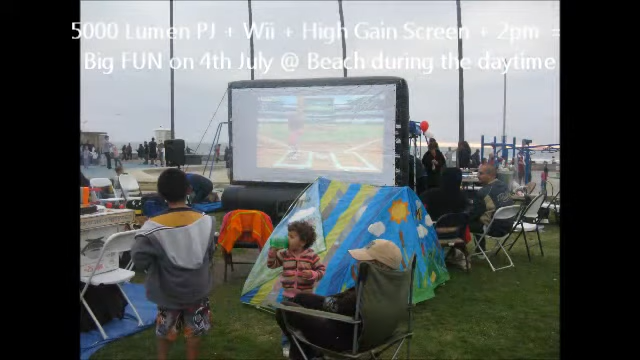 5000 Lumen PJ + Wii + High Gain Screen + 2pm =
Big FUN on 4th July @ Beach during the daytime